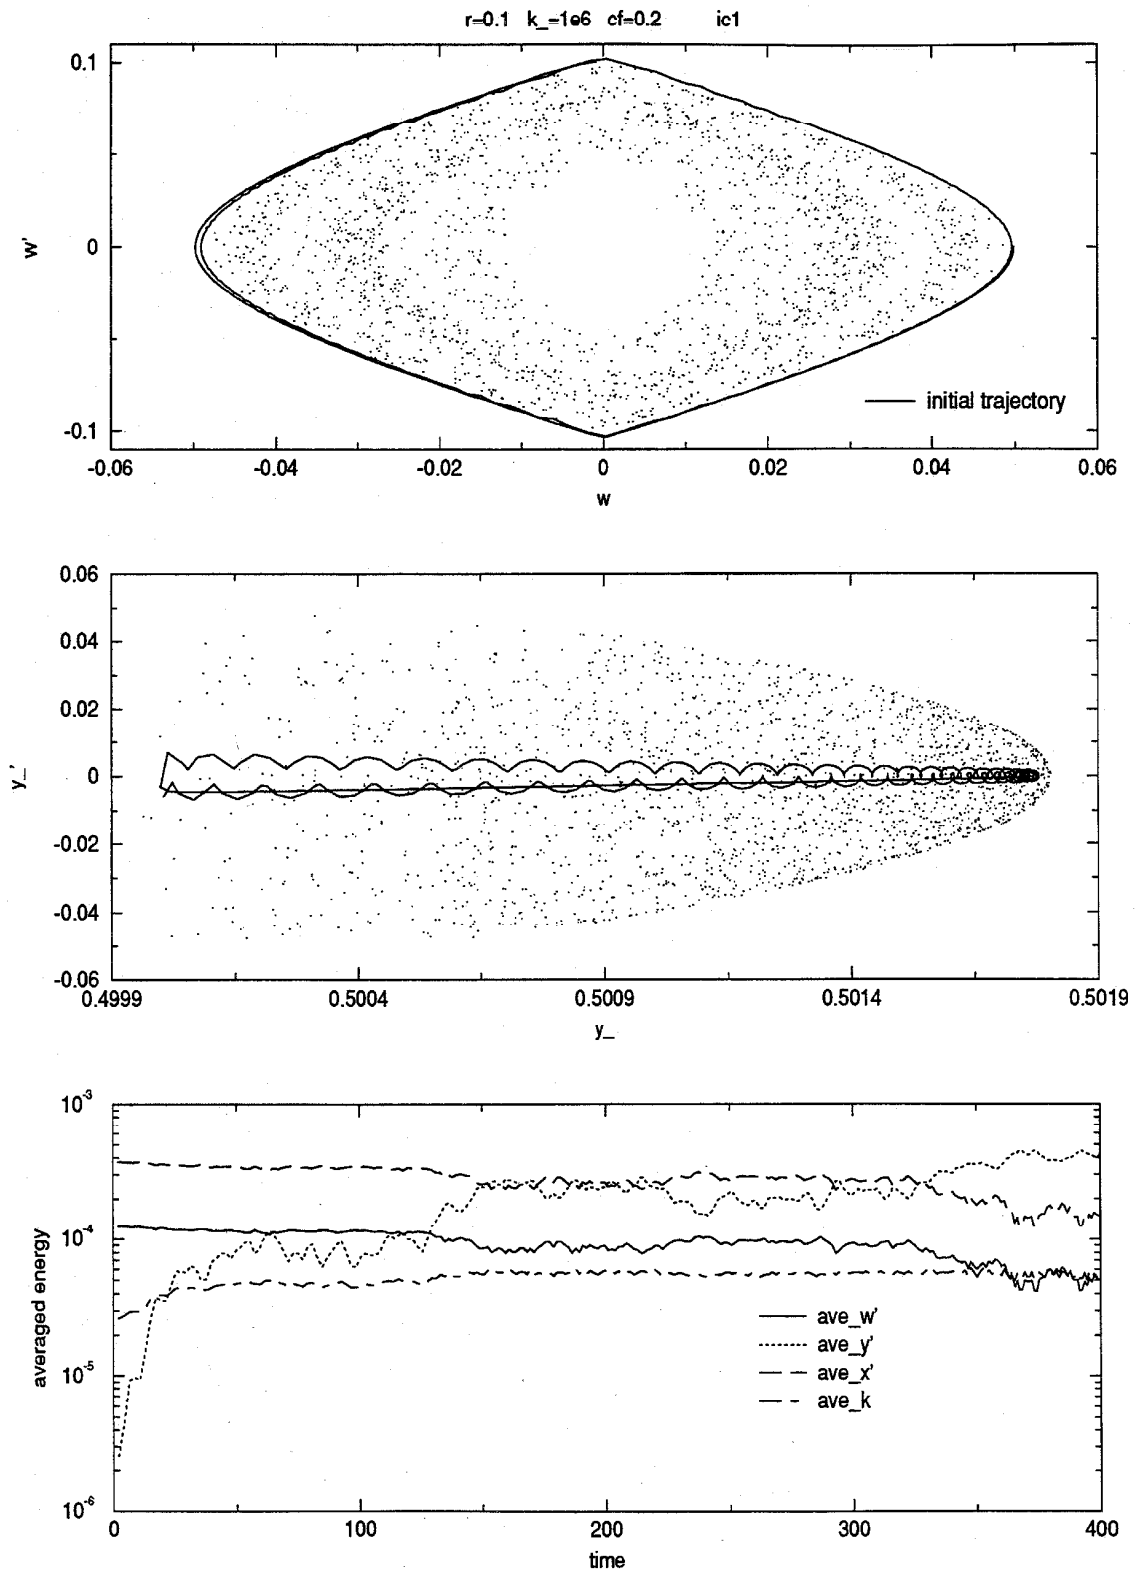 r=0.1 k_=1e6 cf=0.2 ic1
0.1
0
-0.1
w'
initial trajectory
-0.06 -0.04 -0.02 0 0.02 0.04 0.06
w
0.06
0.04
0.02
0
-0.02
-0.04
-0.06
y_'
0.4999 0.5004 0.5009 0.5014 0.5019
y_
10-3
10-4
10-5
10-6
averaged energy
ave_w'
ave_y'
ave_x'
ave_k
0 100 200 300 400
time